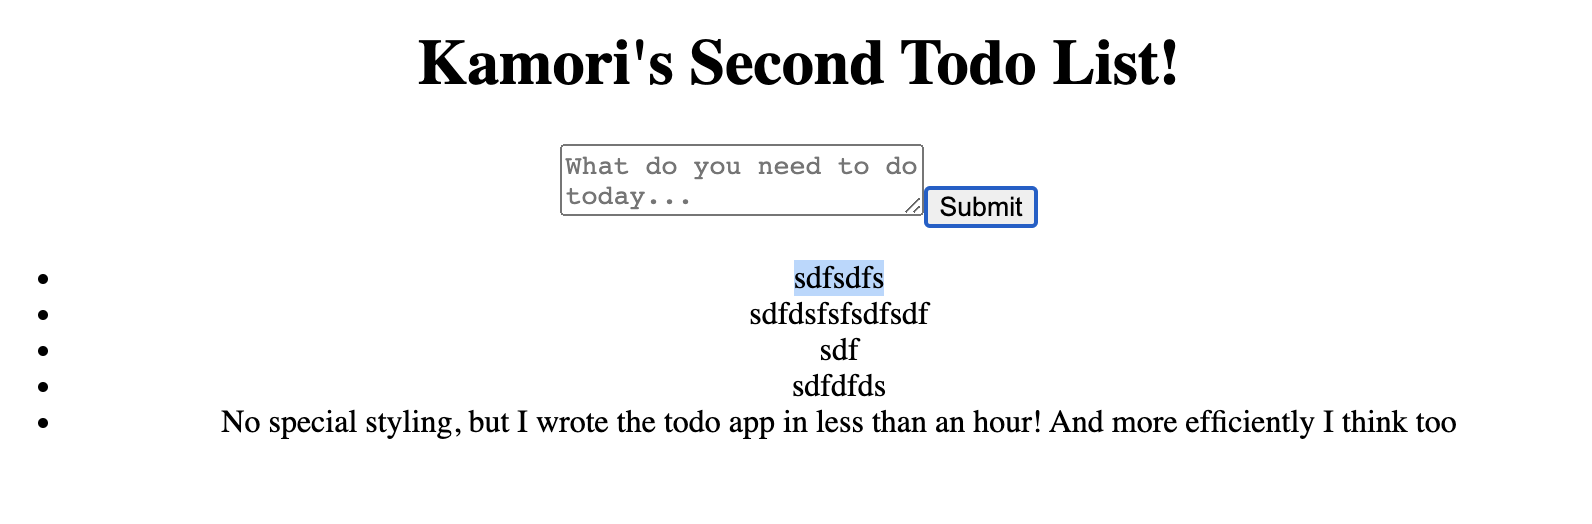 Kamori's Second Todo List!
What do you need to do
today...
Submit
sdfsdfs
sdfdsfsfsdfsdf
sdf
sdfdfds
No special styling, but I wrote the todo app in less than an hour! And more efficiently I think too